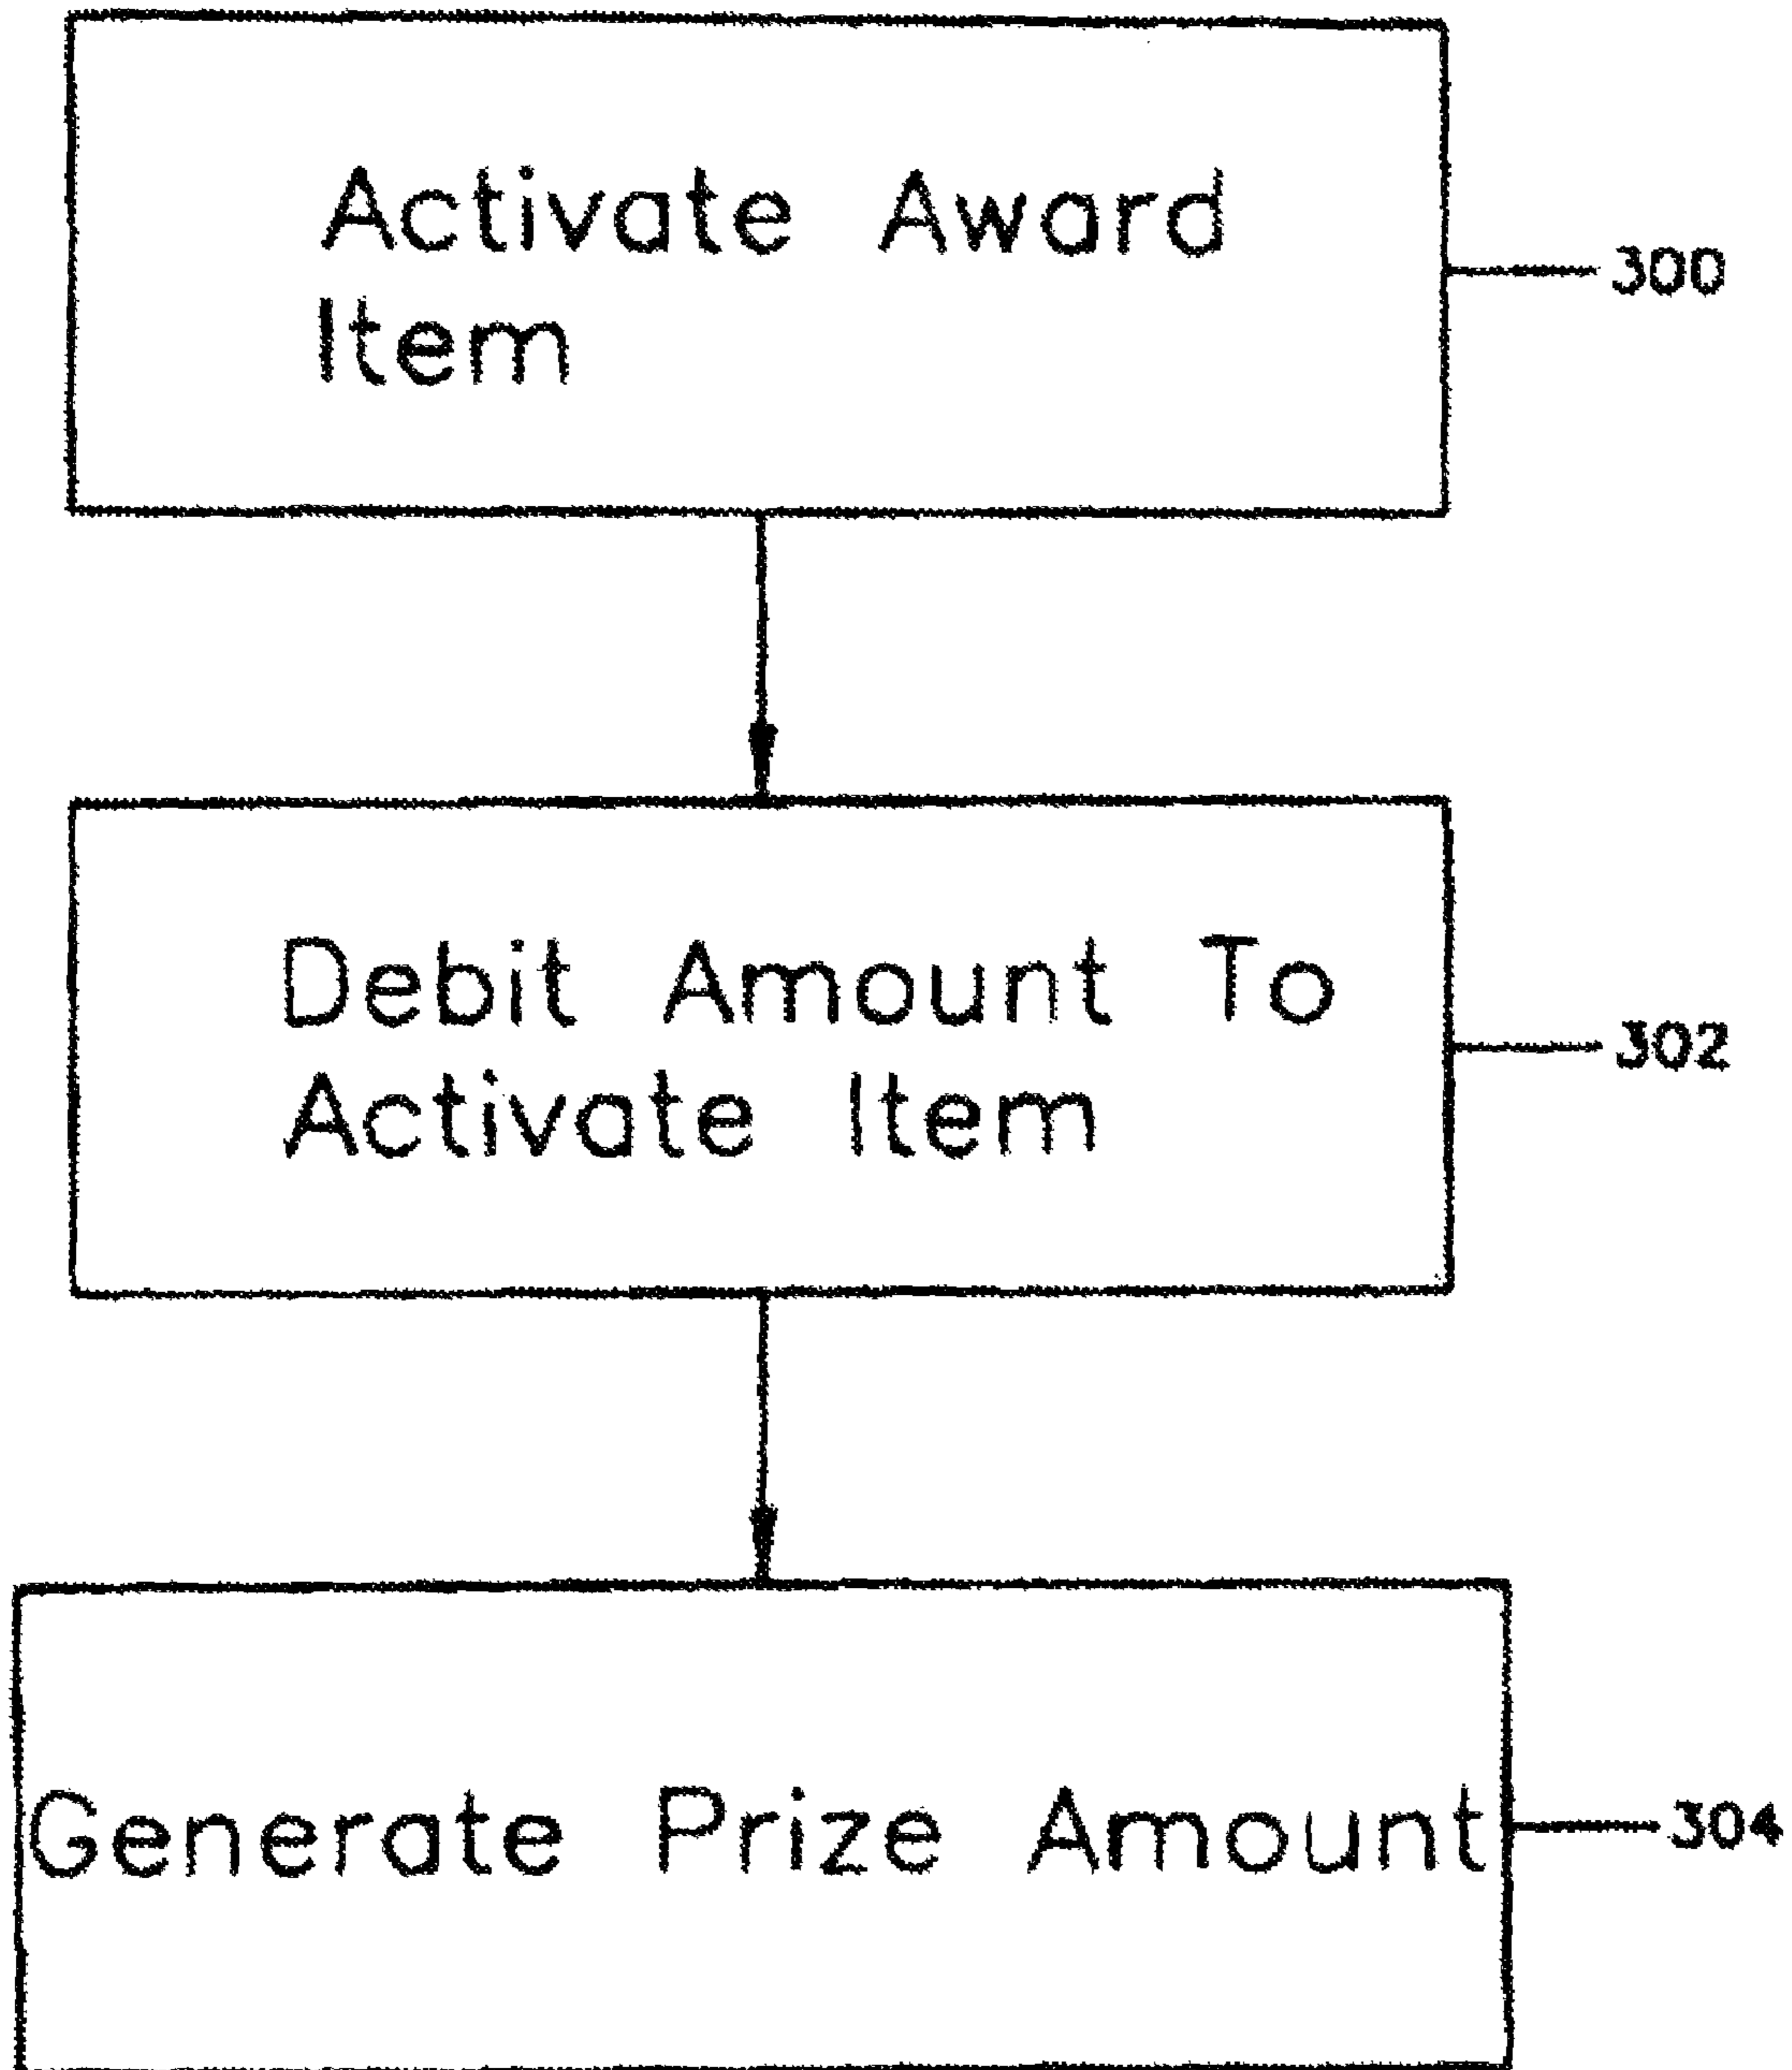 Activate Award
Item
300
Debit Amount To
Activate Item
302
Generate Prize Amount
304